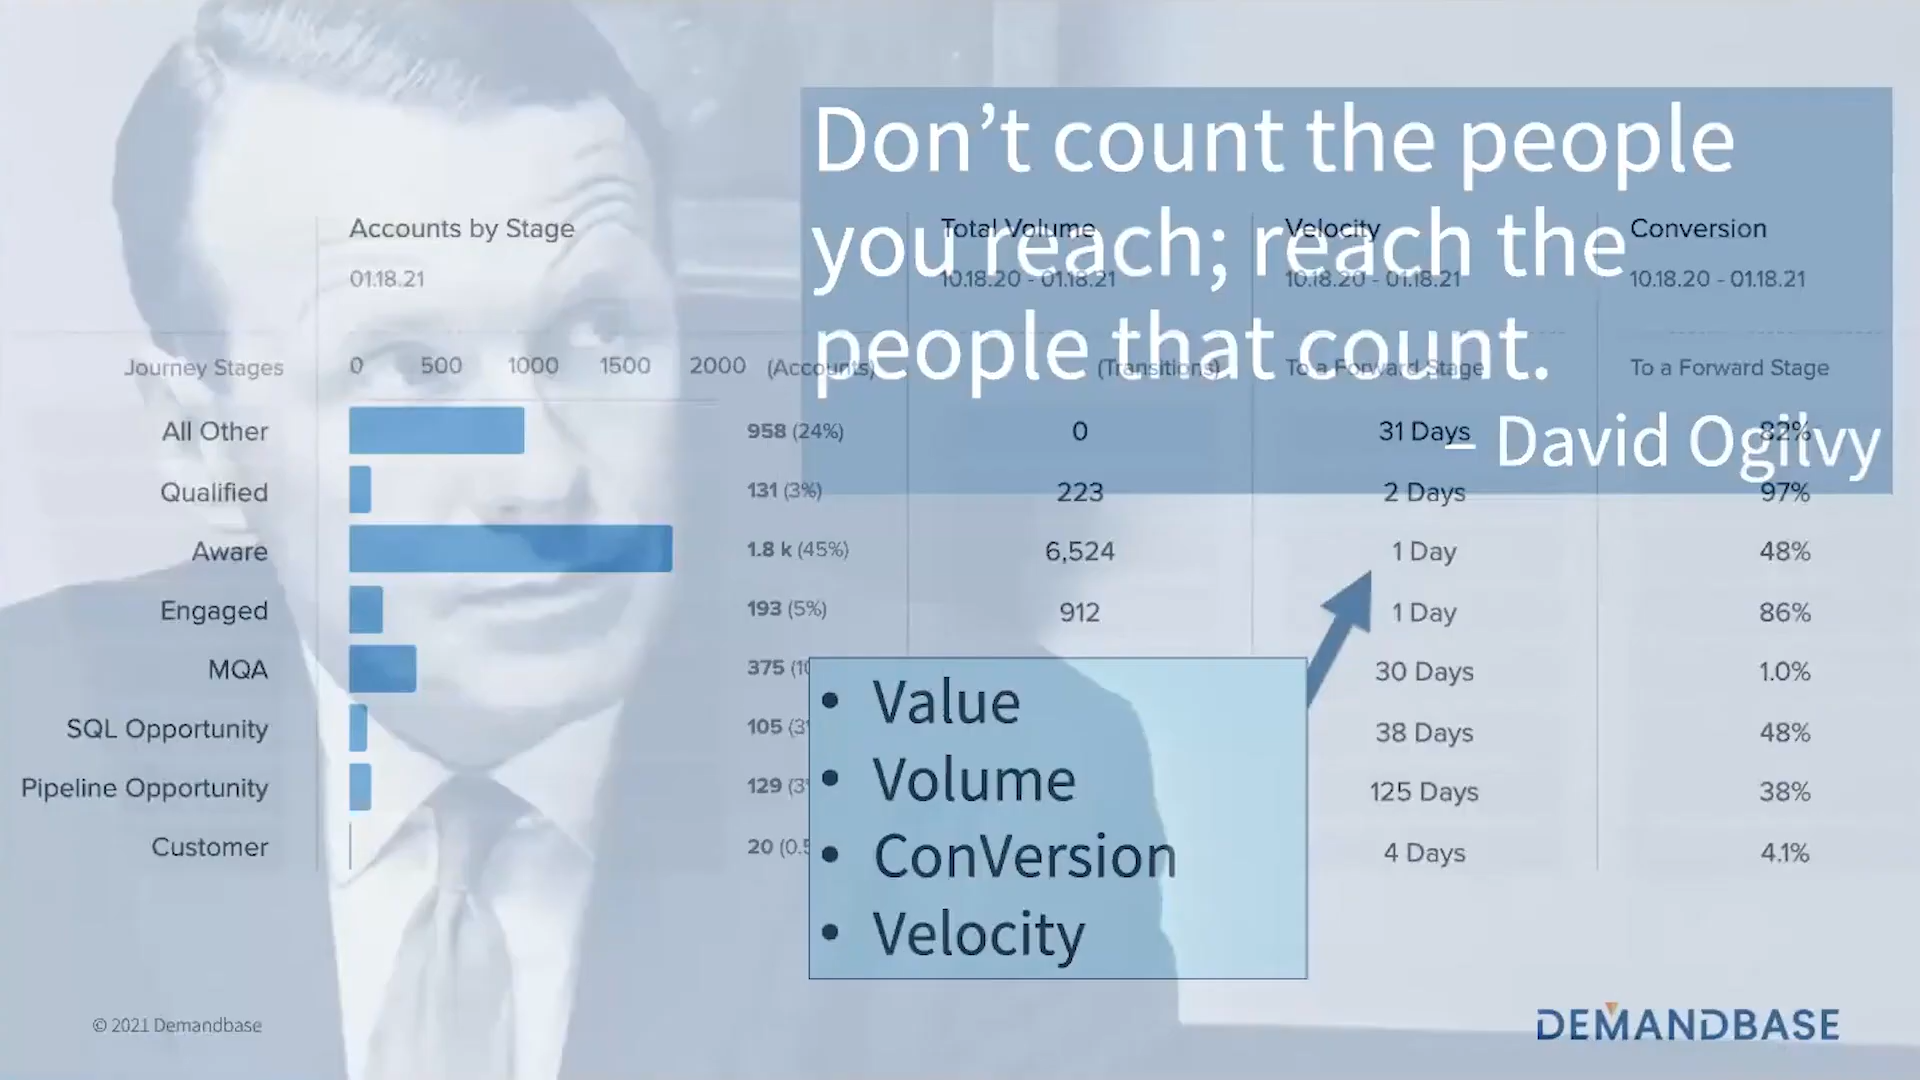 Don’t count the people
you reach; reach the
people that count.
– David Ogilvy
Accounts by Stage Total Volume Velocity Conversion
01.18.21 10.18.20 - 01.18.21 10.18.20 - 01.18.21 10.18.20 - 01.18.21
Journey Stages 0 500 1000 1500 2000 (Accounts) (Transitions) To a Forward Stage To a Forward Stage
All Other 958 (24%) 0 31 Days 82%
Qualified 131 (3%) 223 2 Days 97%
Aware 1.8 k (45%) 6,524 1 Day 48%
Engaged 193 (5%) 912 1 Day 86%
MQA 375 30 Days 1.0%
SQL Opportunity 105 38 Days 48%
Pipeline Opportunity 129 125 Days 38%
Customer 20 4 Days 4.1%
• Value
• Volume
• ConVersion
• Velocity
© 2021 Demandbase
DEMANDBASE